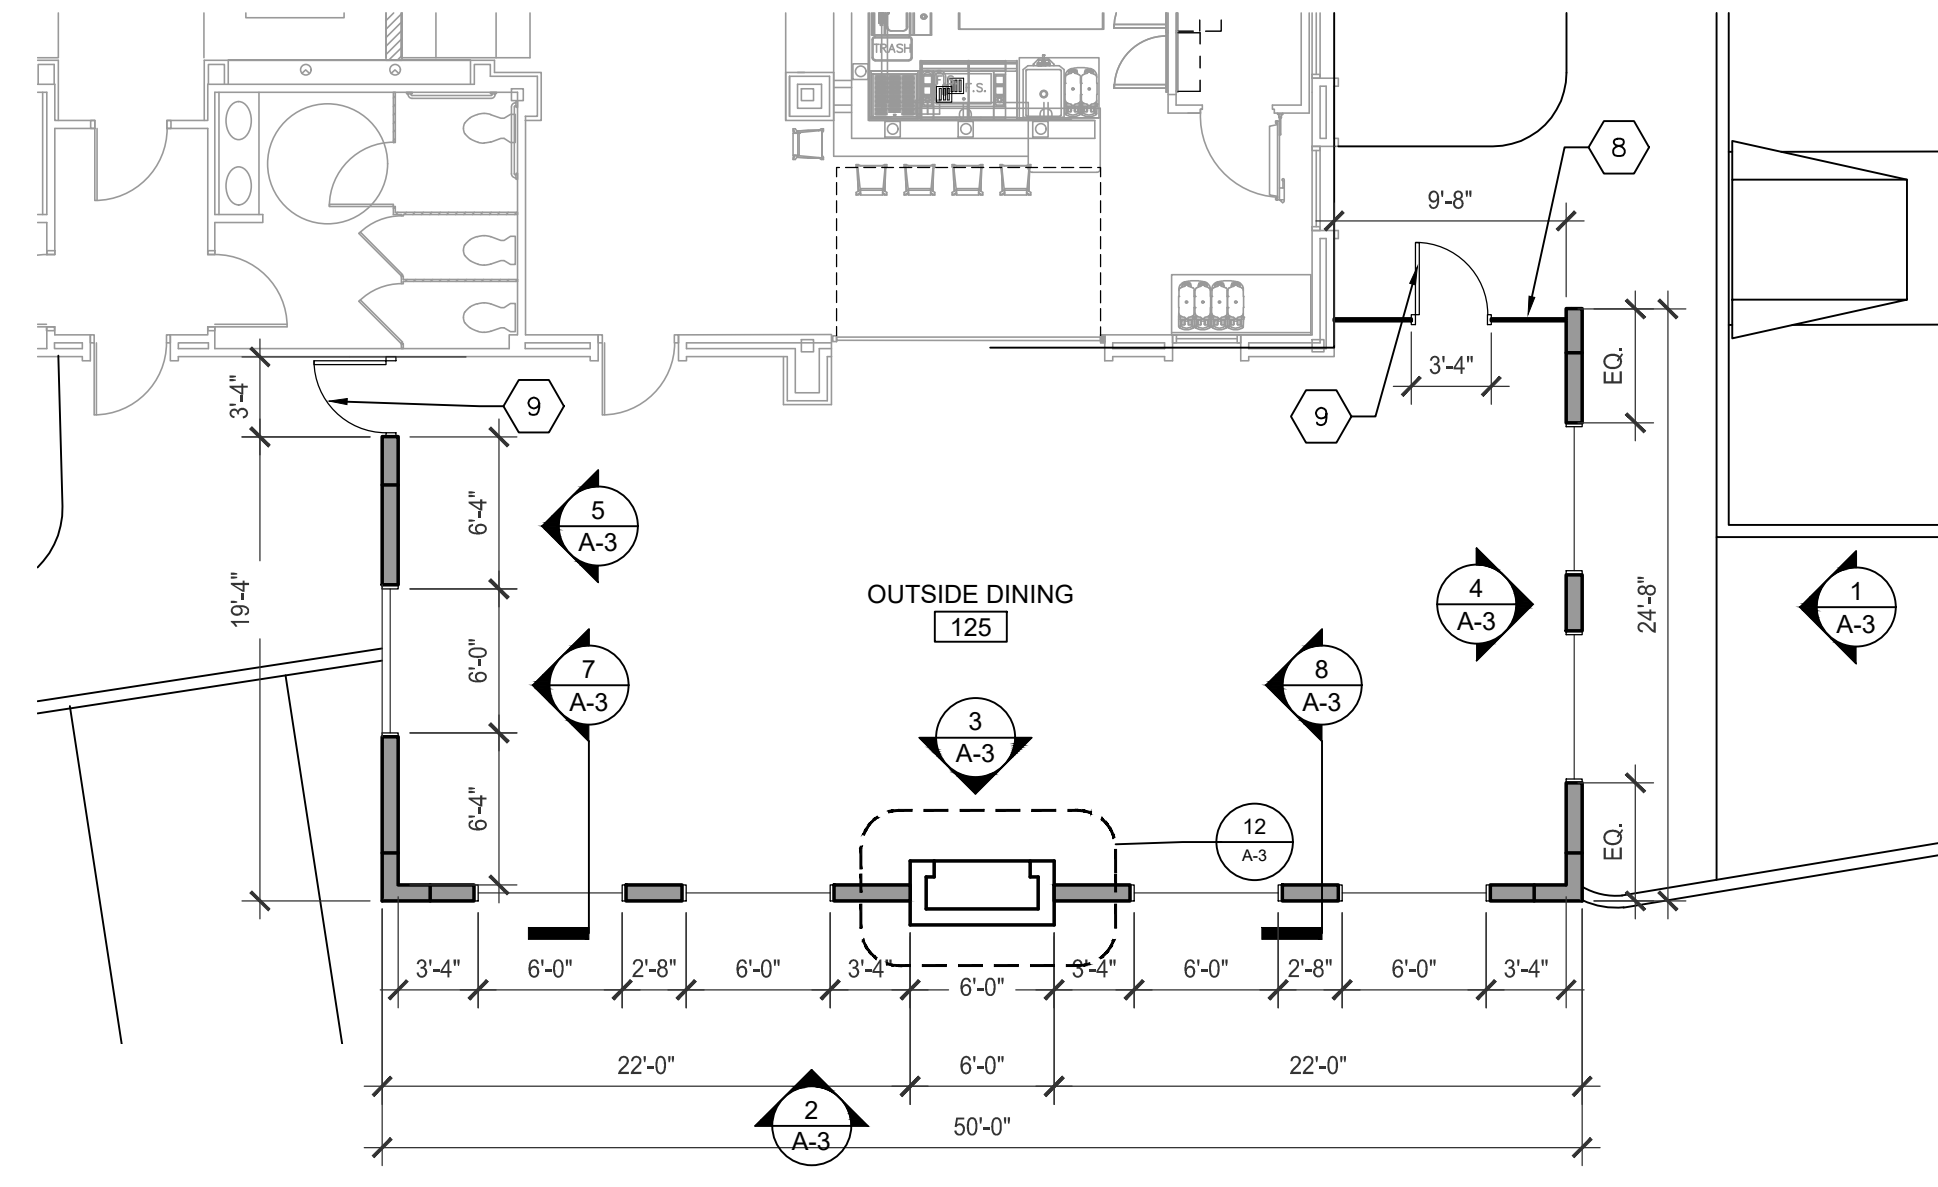 TRASH
F.S.
8
9'-8"
3'-4"
EQ.
3'-4"
9
9
6'-4"
5
A-3
19'-4"
OUTSIDE DINING
125
4
A-3
24'-8"
1
A-3
6'-0"
7
A-3
8
A-3
3
A-3
6'-4"
12
A-3
EQ.
3'-4"
6'-0"
2'-8"
6'-0"
3'-4"
6'-0"
3'-4"
6'-0"
2'-8"
6'-0"
3'-4"
22'-0"
6'-0"
22'-0"
2
A-3
50'-0"